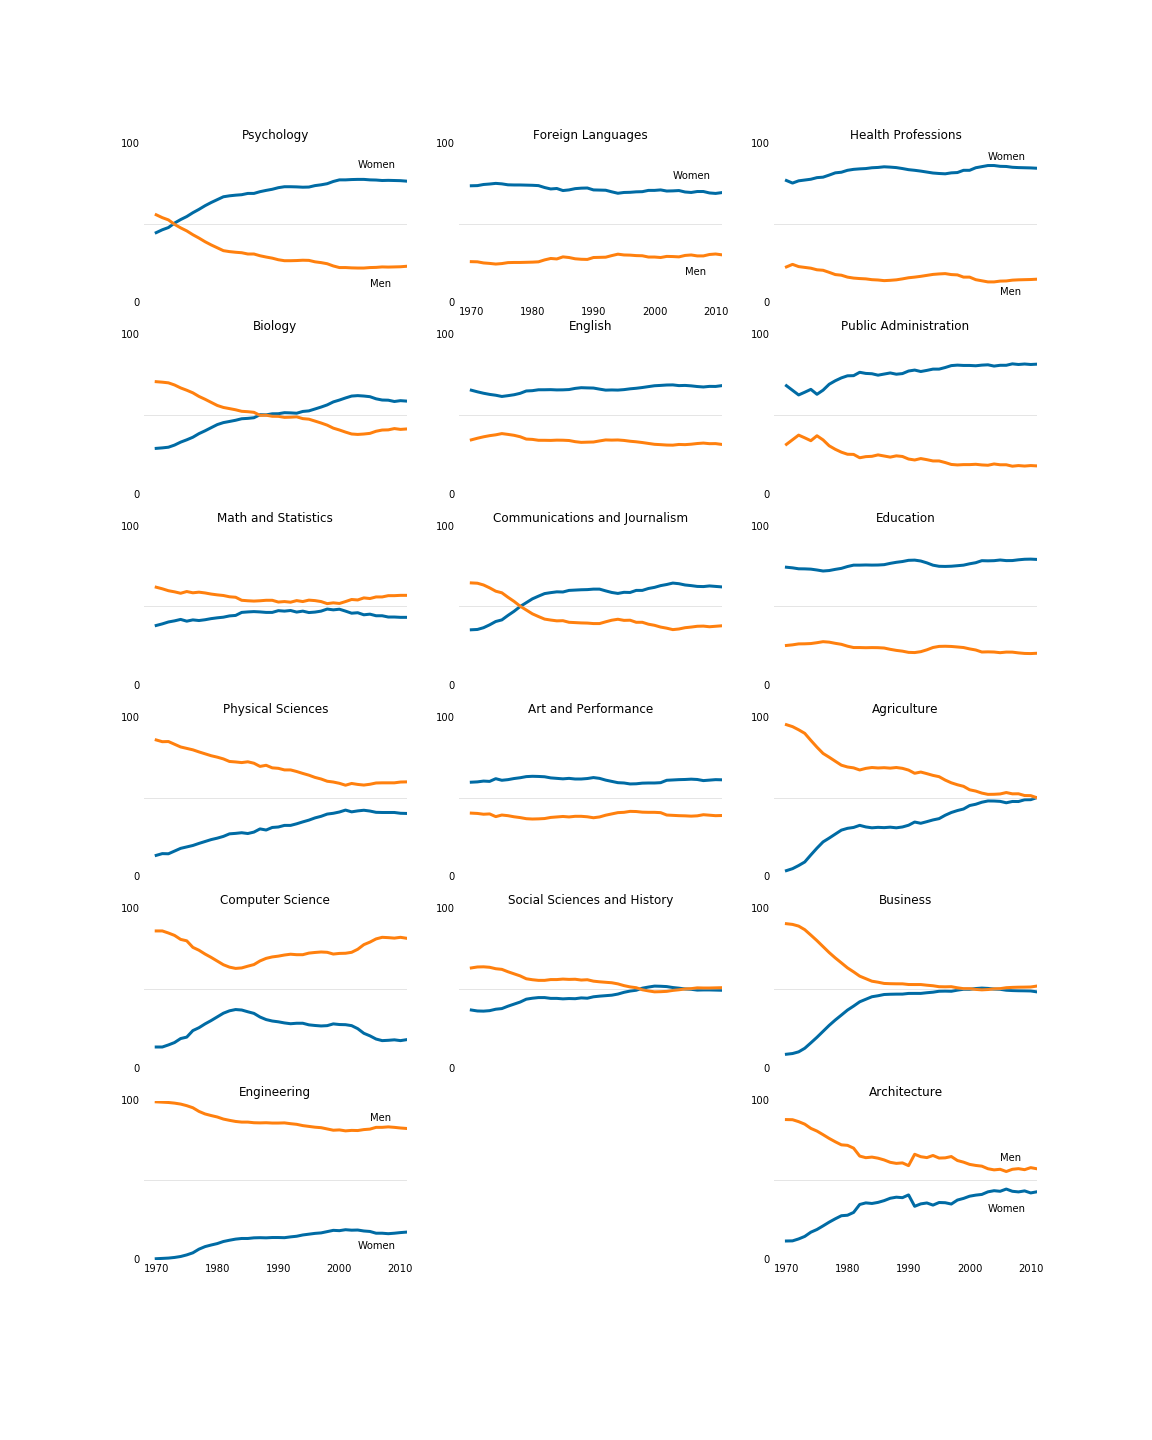 Psychology
100
Women
Men
0
Foreign Languages
100
Women
Men
0
1970 1980 1990 2000 2010
Health Professions
100
Women
Men
0
Biology
100
0
English
100
0
Public Administration
100
0
Math and Statistics
100
0
Communications and Journalism
100
0
Education
100
0
Physical Sciences
100
0
Art and Performance
100
0
Agriculture
100
0
Computer Science
100
0
Social Sciences and History
100
0
Business
100
0
Engineering
100
Men
Women
0
1970 1980 1990 2000 2010
Architecture
100
Men
Women
0
1970 1980 1990 2000 2010